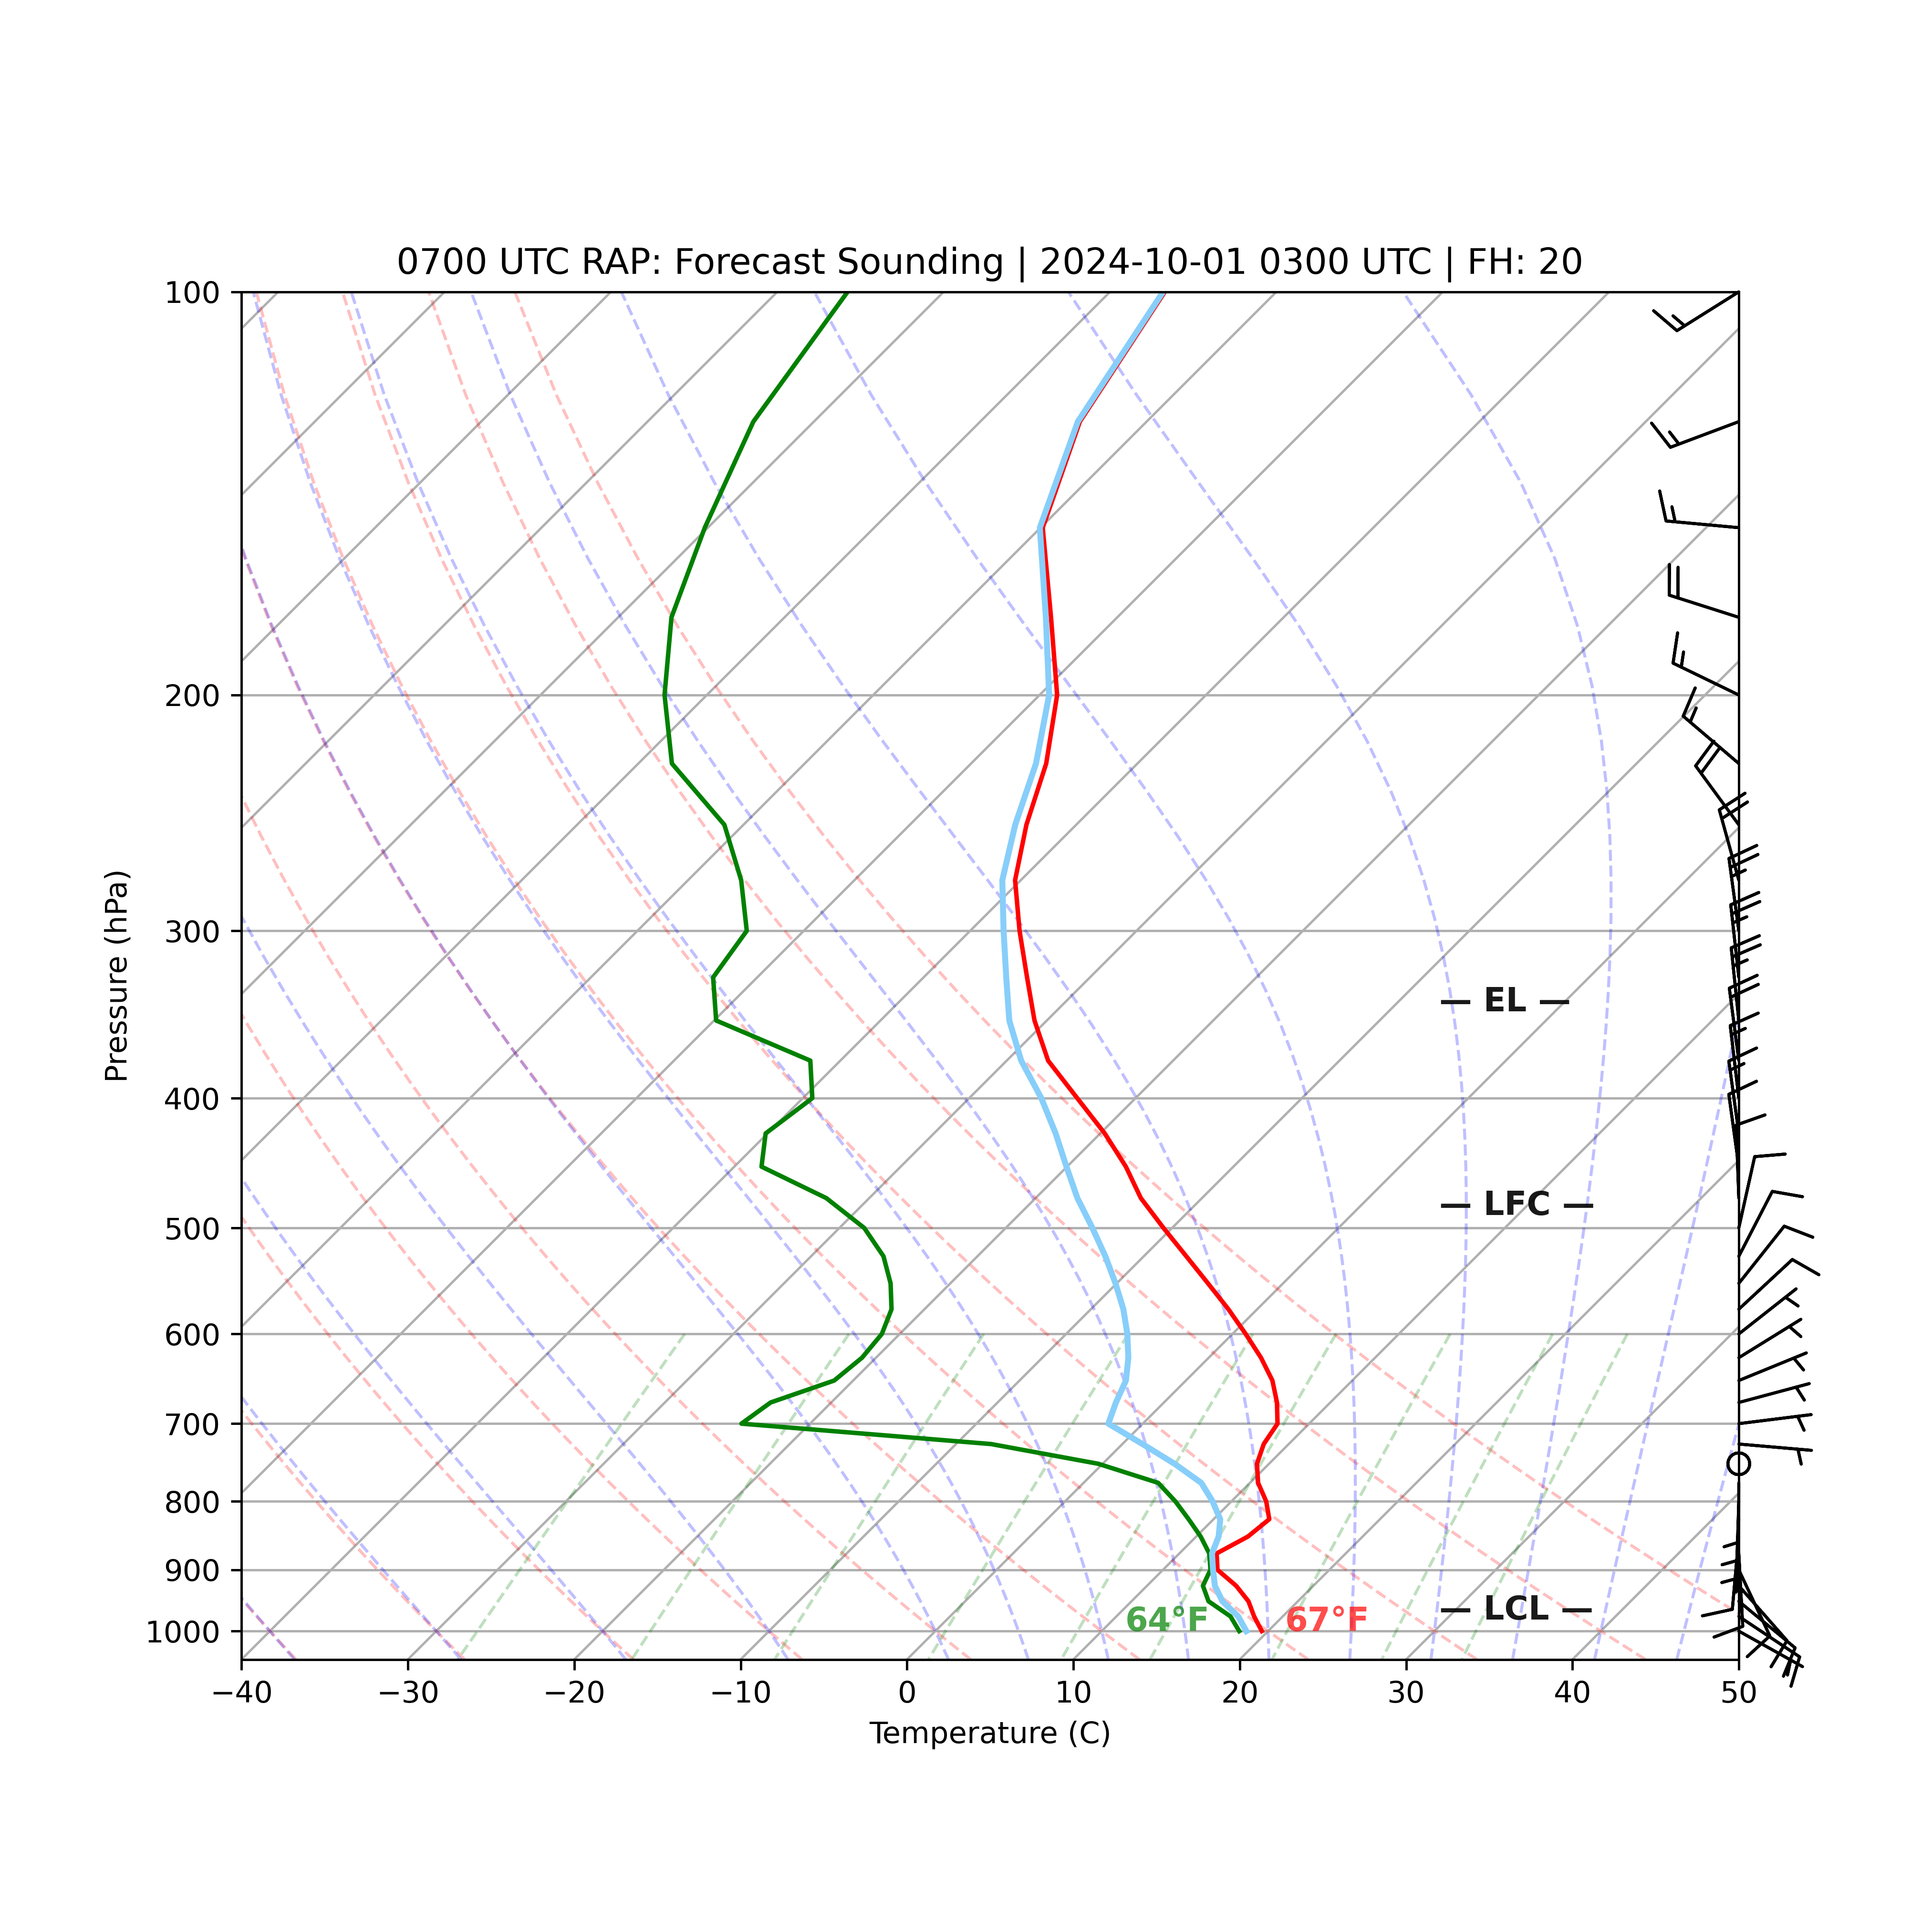 0700 UTC RAP: Forecast Sounding | 2024-10-01 0300 UTC | FH: 20
100
200
300
— EL —
400
— LFC —
500
600
700
800
900
— LCL —
64°F 67°F
1000
Pressure (hPa)
−40 −30 −20 −10 0 10 20 30 40 50
Temperature (C)